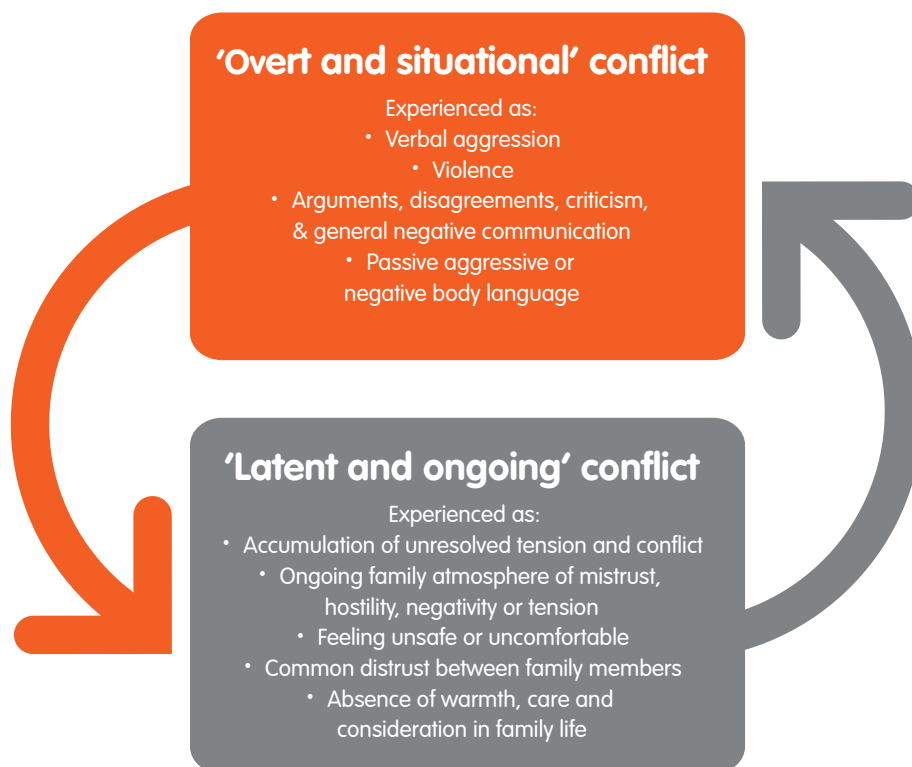 ‘Overt and situational’ conflict
Experienced as:
• Verbal aggression
• Violence
• Arguments, disagreements, criticism,
& general negative communication
• Passive aggressive or
negative body language
‘Latent and ongoing’ conflict
Experienced as:
• Accumulation of unresolved tension and conflict
• Ongoing family atmosphere of mistrust,
hostility, negativity or tension
• Feeling unsafe or uncomfortable
• Common distrust between family members
• Absence of warmth, care and
consideration in family life